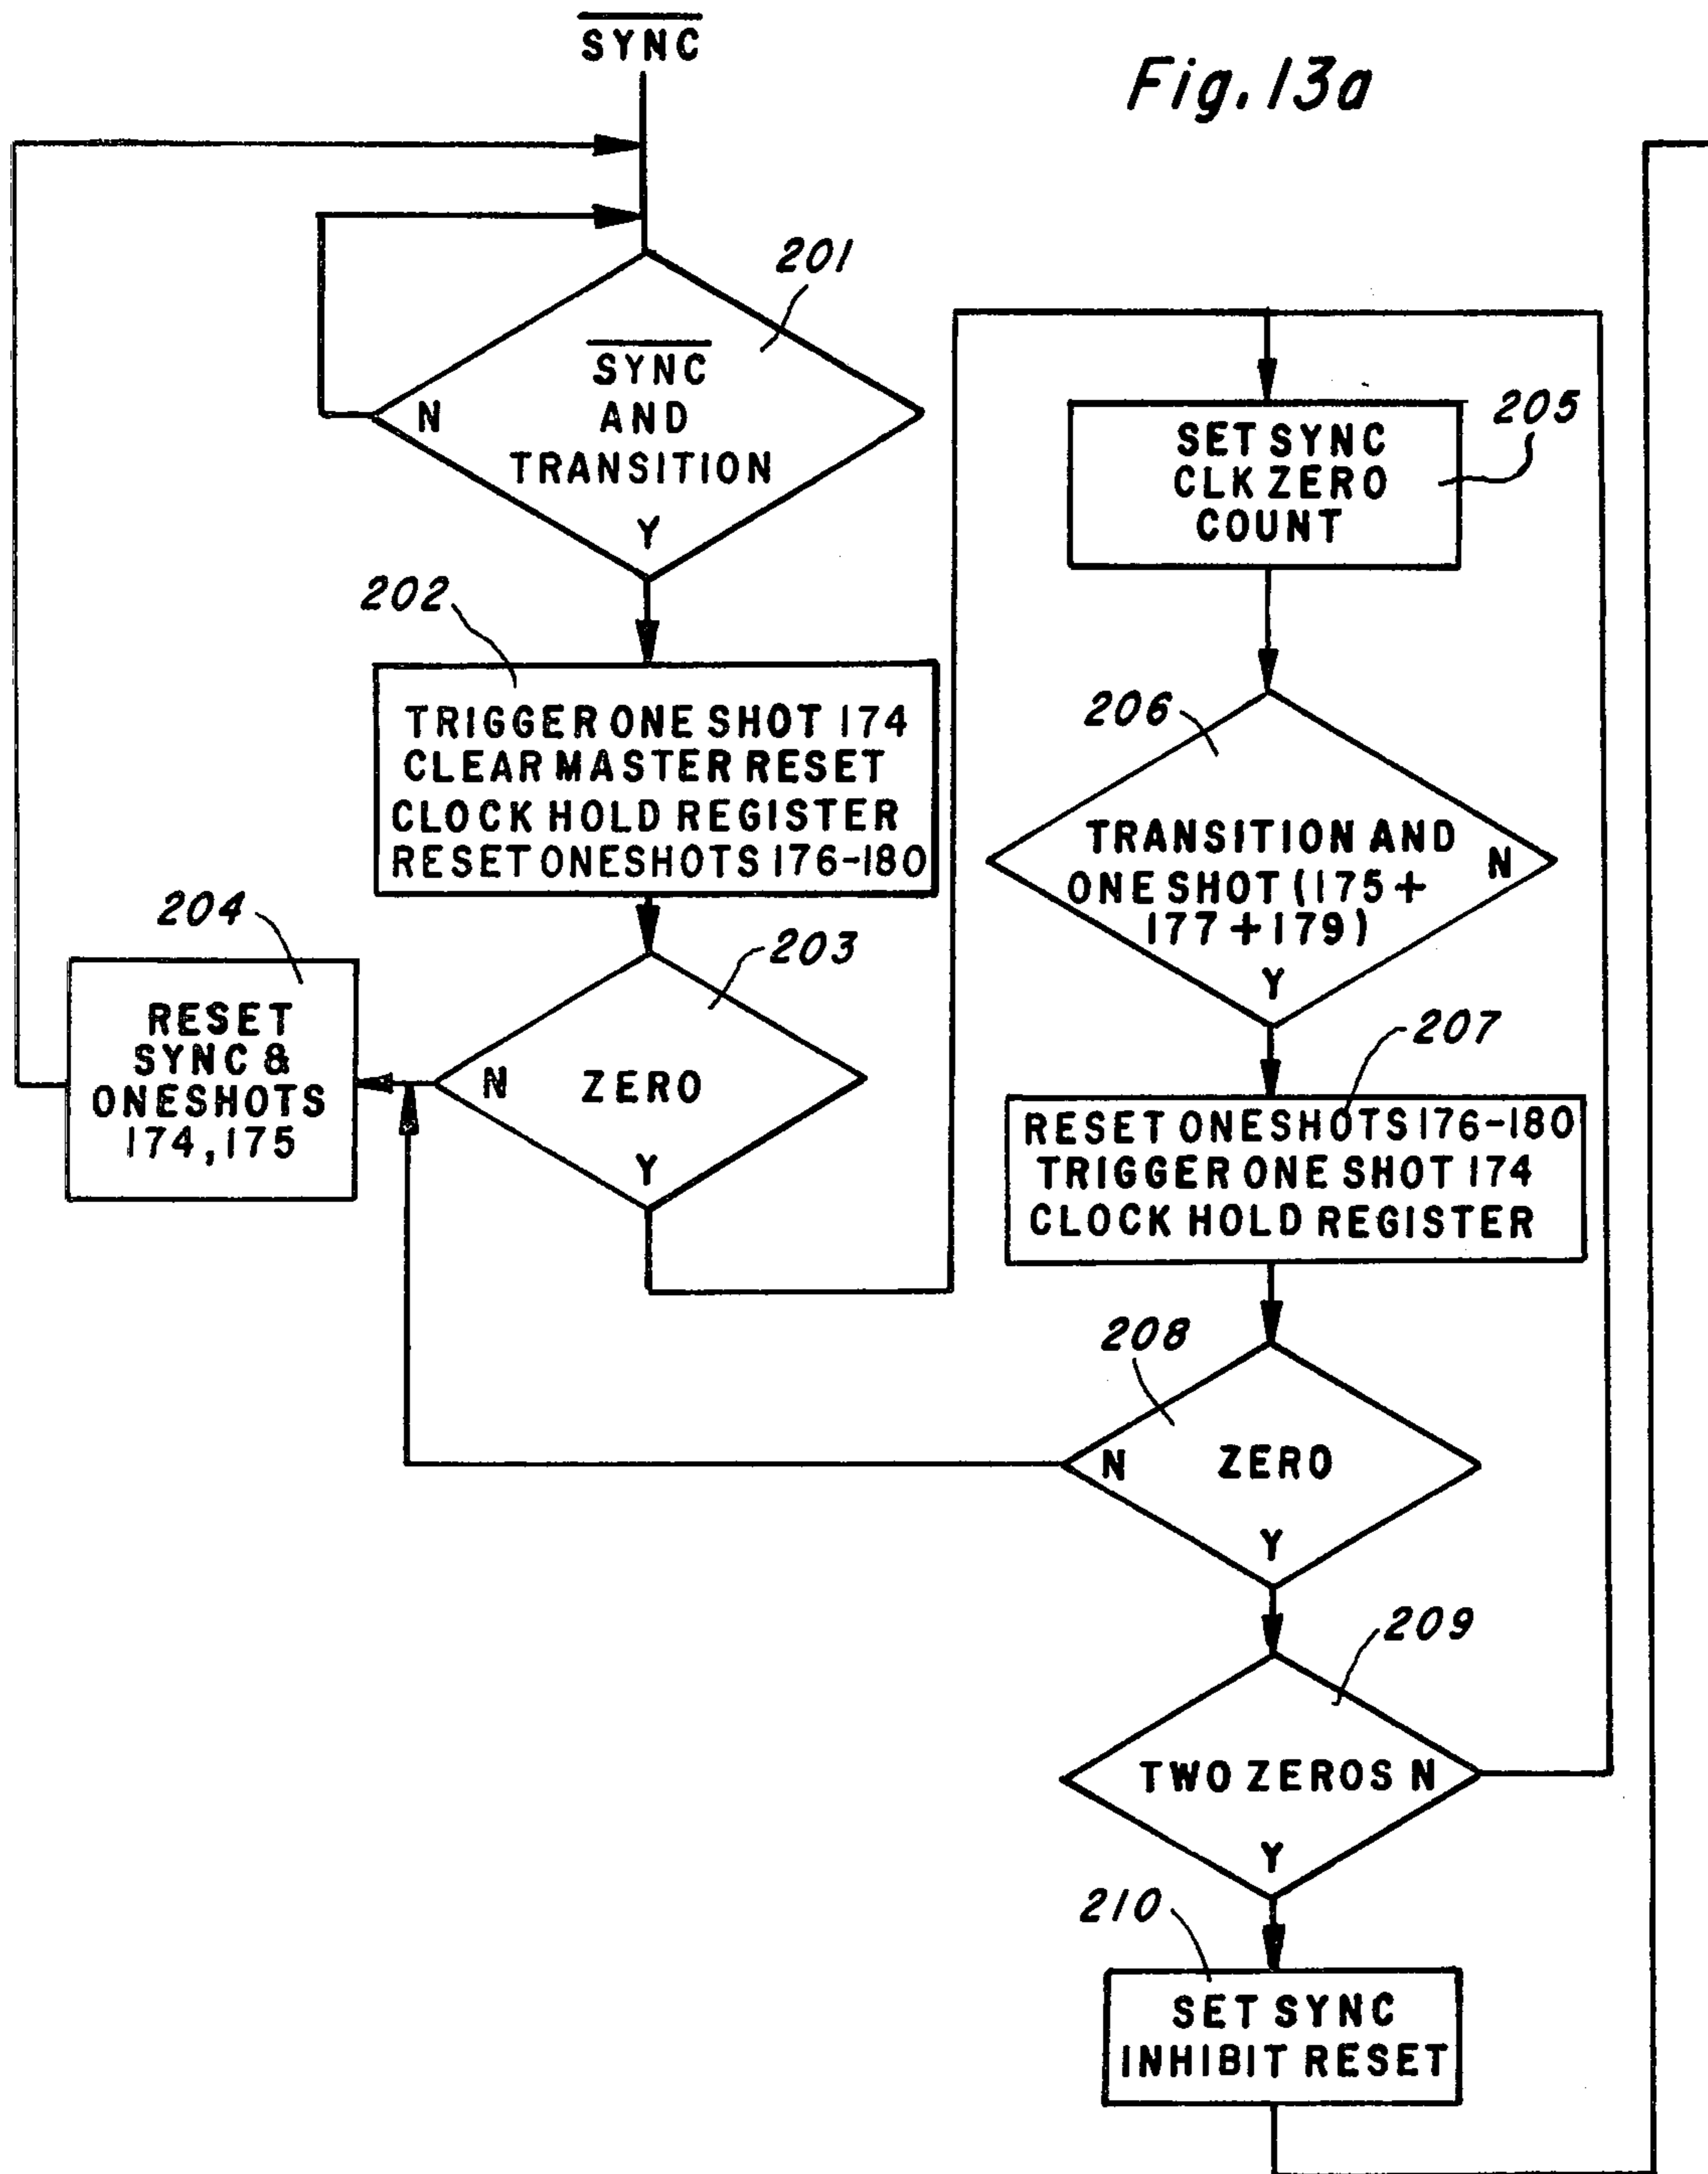 S̅Y̅N̅C̅
Fig. 13a
201
S̅Y̅N̅C̅
AND
TRANSITION
N
Y
202
TRIGGER ONE SHOT 174
CLEAR MASTER RESET
CLOCK HOLD REGISTER
RESET ONESHOTS 176-180
203
N
ZERO
Y
204
RESET
SYNC &
ONESHOTS
174, 175
205
SET SYNC
CLK ZERO
COUNT
206
TRANSITION AND
ONE SHOT (175+
177+179)
N
Y
207
RESET ONESHOTS 176-180
TRIGGER ONE SHOT 174
CLOCK HOLD REGISTER
208
N
ZERO
Y
209
TWO ZEROS N
Y
210
SET SYNC
INHIBIT RESET